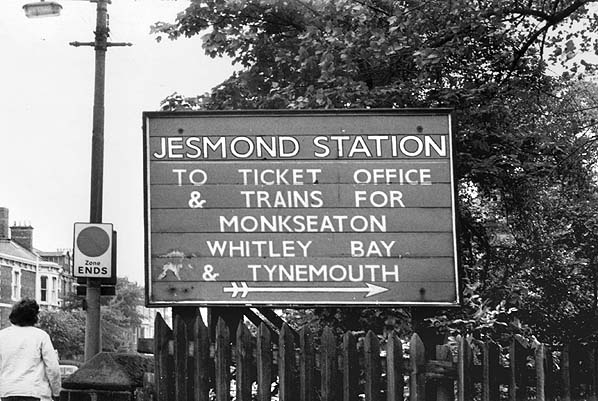 JESMOND STATION
TO TICKET OFFICE
& TRAINS FOR
MONKSEATON
WHITLEY BAY
& TYNEMOUTH
Zone
ENDS